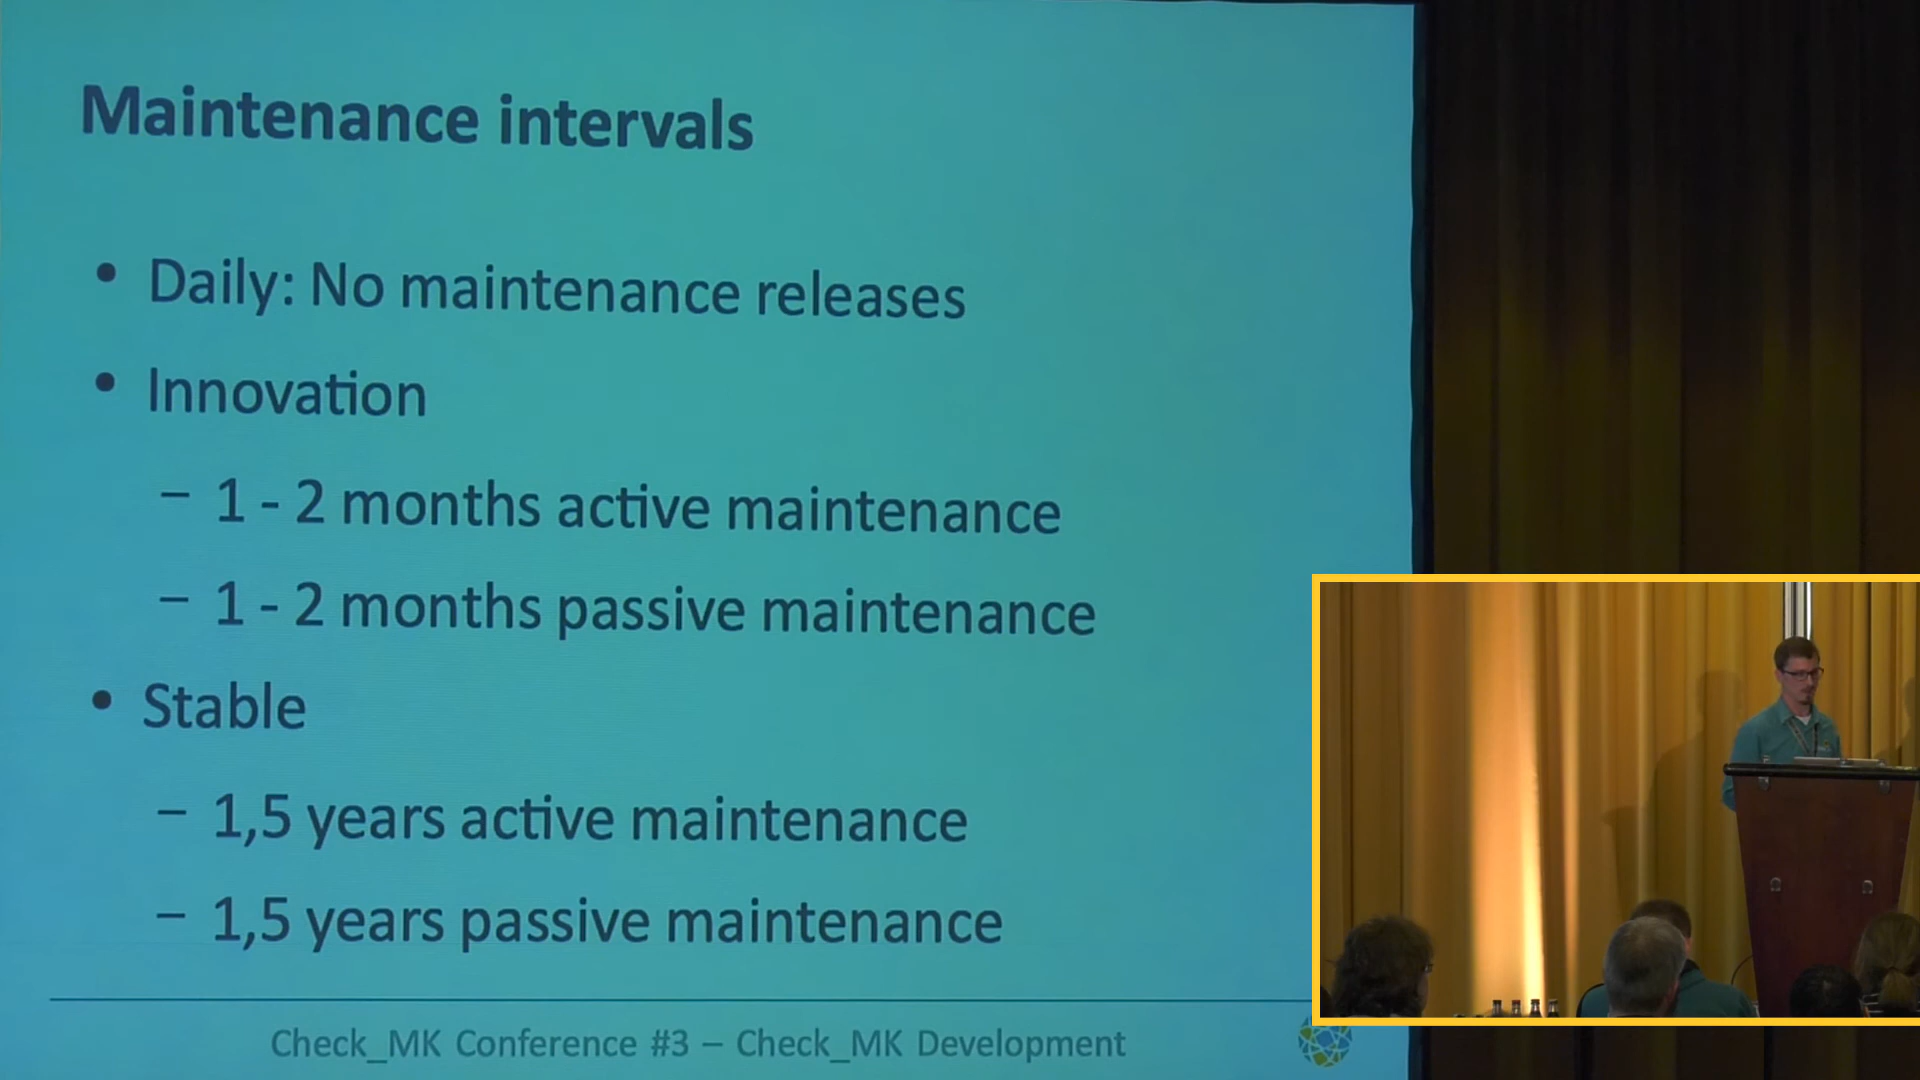 Maintenance intervals
• Daily: No maintenance releases
• Innovation
– 1 - 2 months active maintenance
– 1 - 2 months passive maintenance
• Stable
– 1,5 years active maintenance
– 1,5 years passive maintenance
Check_MK Conference #3 – Check_MK Development